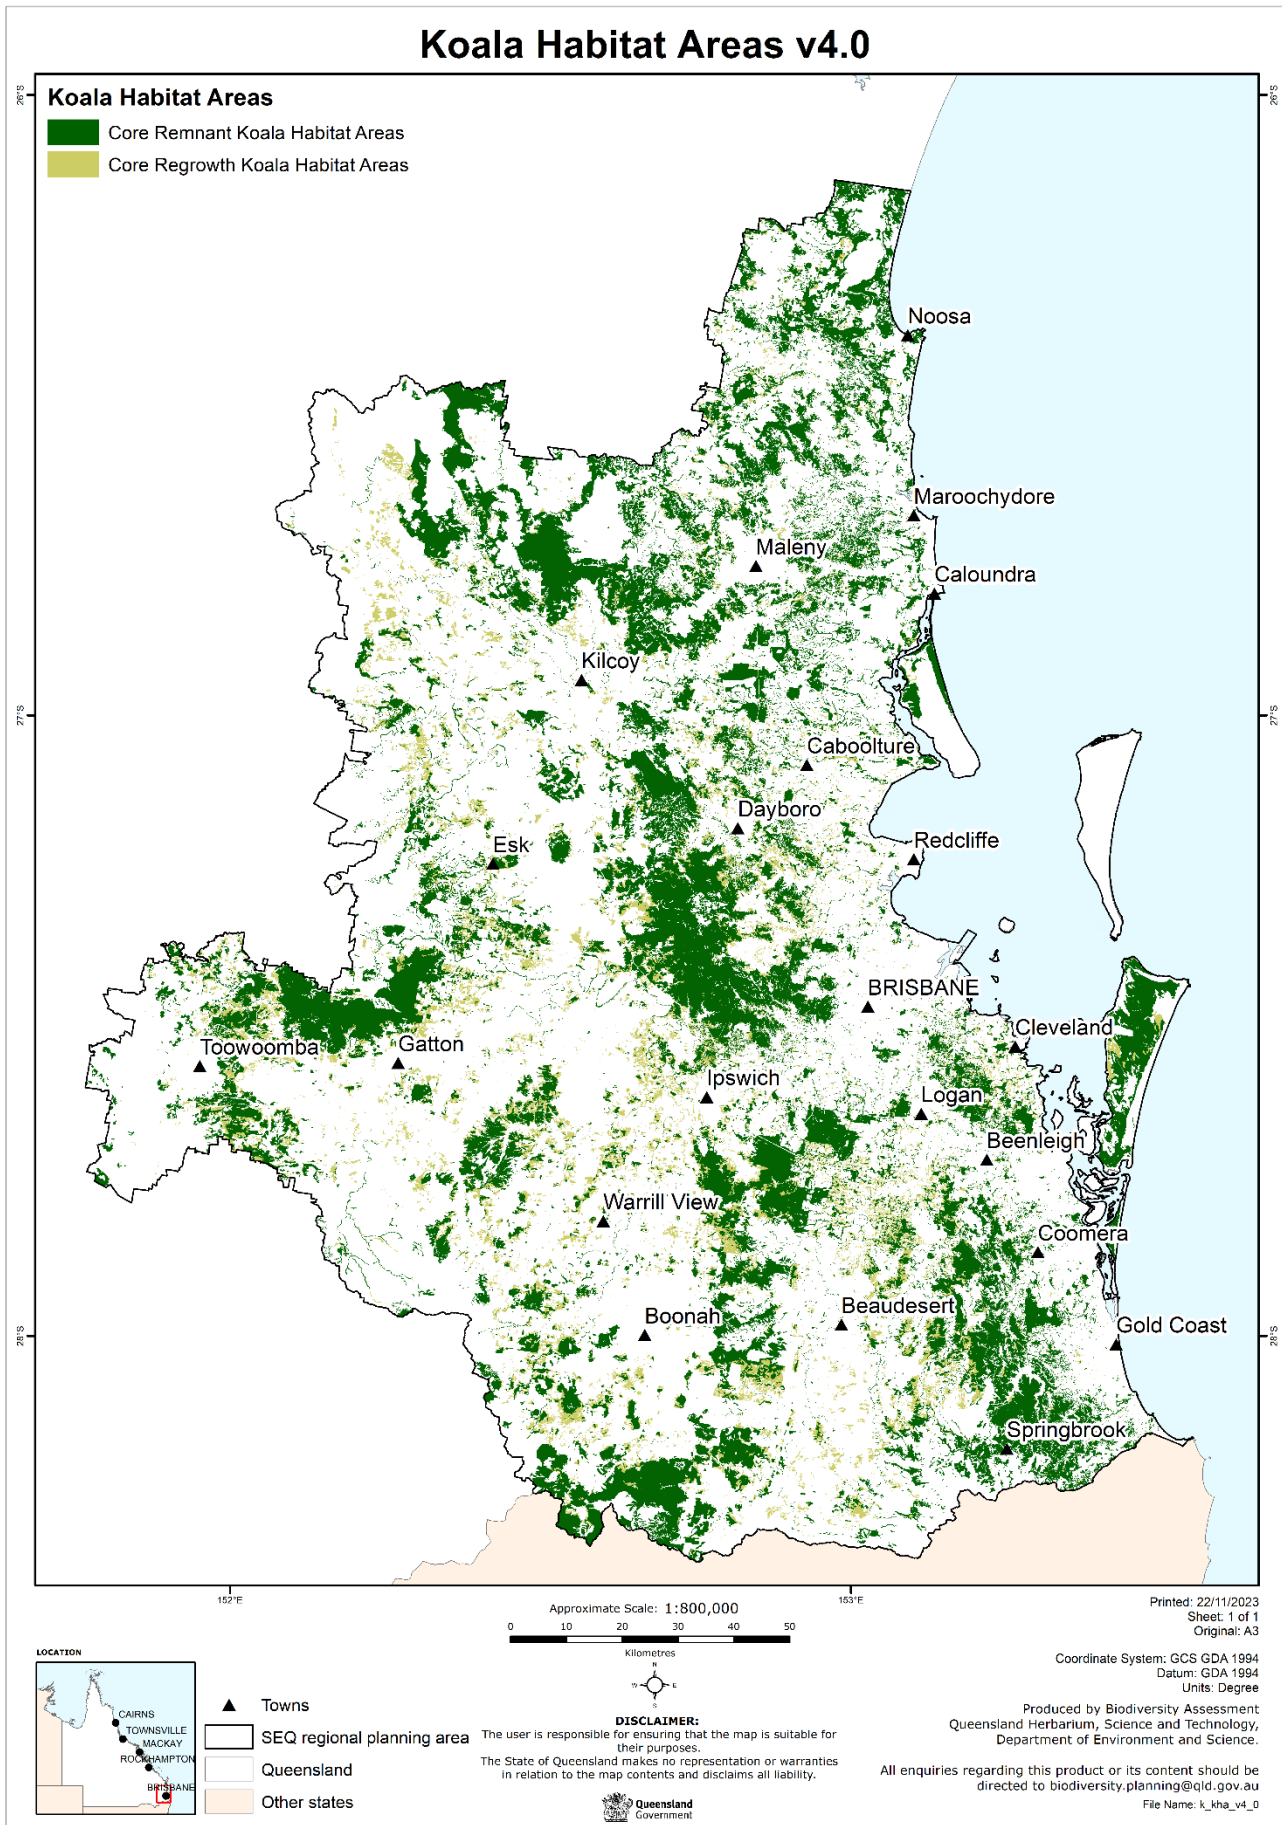 Koala Habitat Areas v4.0
Koala Habitat Areas
Core Remnant Koala Habitat Areas
Core Regrowth Koala Habitat Areas
26°S
26°S
Noosa
Maroochydore
Maleny
Caloundra
Kilcoy
27°S
27°S
Caboolture
Dayboro
Redcliffe
Esk
BRISBANE
Cleveland
Toowoomba
Gatton
Ipswich
Logan
Beenleigh
Warrill View
Coomera
Boonah
Beaudesert
Gold Coast
28°S
28°S
Springbrook
152°E
153°E
Approximate Scale: 1:800,000
0 10 20 30 40 50
Kilometres
N
W E
S
DISCLAIMER:
The user is responsible for ensuring that the map is suitable for
their purposes.
The State of Queensland makes no representation or warranties
in relation to the map contents and disclaims all liability.
Queensland
Government
LOCATION
CAIRNS
TOWNSVILLE
MACKAY
ROCKHAMPTON
BRISBANE
Towns
SEQ regional planning area
Queensland
Other states
Printed: 22/11/2023
Sheet: 1 of 1
Original: A3
Coordinate System: GCS GDA 1994
Datum: GDA 1994
Units: Degree
Produced by Biodiversity Assessment
Queensland Herbarium, Science and Technology,
Department of Environment and Science.
All enquiries regarding this product or its content should be
directed to biodiversity.planning@qld.gov.au
File Name: k_kha_v4_0